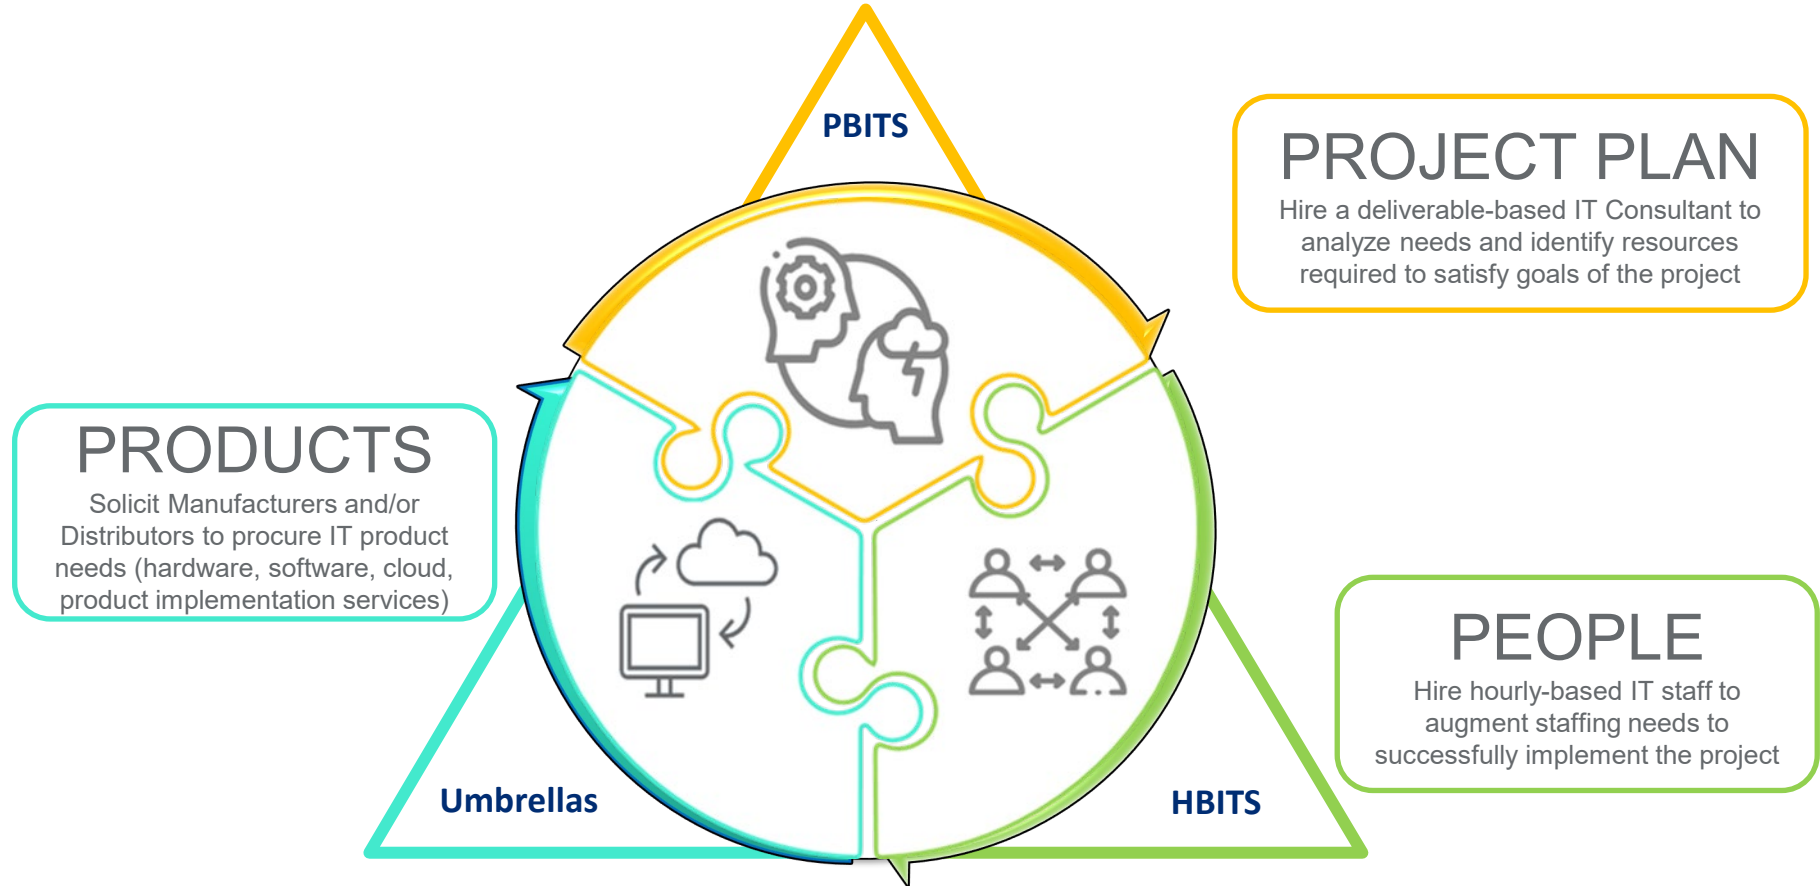 PBITS
PROJECT PLAN
Hire a deliverable-based IT Consultant to
analyze needs and identify resources
required to satisfy goals of the project
PRODUCTS
Solicit Manufacturers and/or
Distributors to procure IT product
needs (hardware, software, cloud,
product implementation services)
PEOPLE
Hire hourly-based IT staff to
augment staffing needs to
successfully implement the project
Umbrellas
HBITS